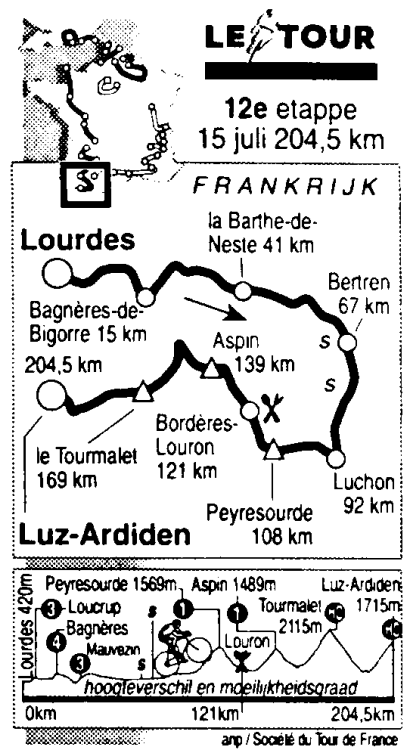 LE TOUR
12e etappe
15 juli 204,5 km
FRANKRIJK
Lourdes
la Barthe-de-
Neste 41 km
Bertren
67 km
Bagnères-de-
Bigorre 15 km
204,5 km
Aspin
139 km
s
s
Bordères-
Louron
121 km
le Tourmalet
169 km
Luchon
92 km
Peyresourde
108 km
Luz-Ardiden
Peyresourde 1569m
Aspin 1489m
Luz-Ardiden
1715m
Lourdes 420m
3
Loucrup
s
1
1
Tourmalet
2115m
HC
HC
4
Bagnères
Louron
3
Mauvezin
s
hoogteverschil en moeilijkheidsgraad
0km
121km
204,5km
anp / Société du Tour de France